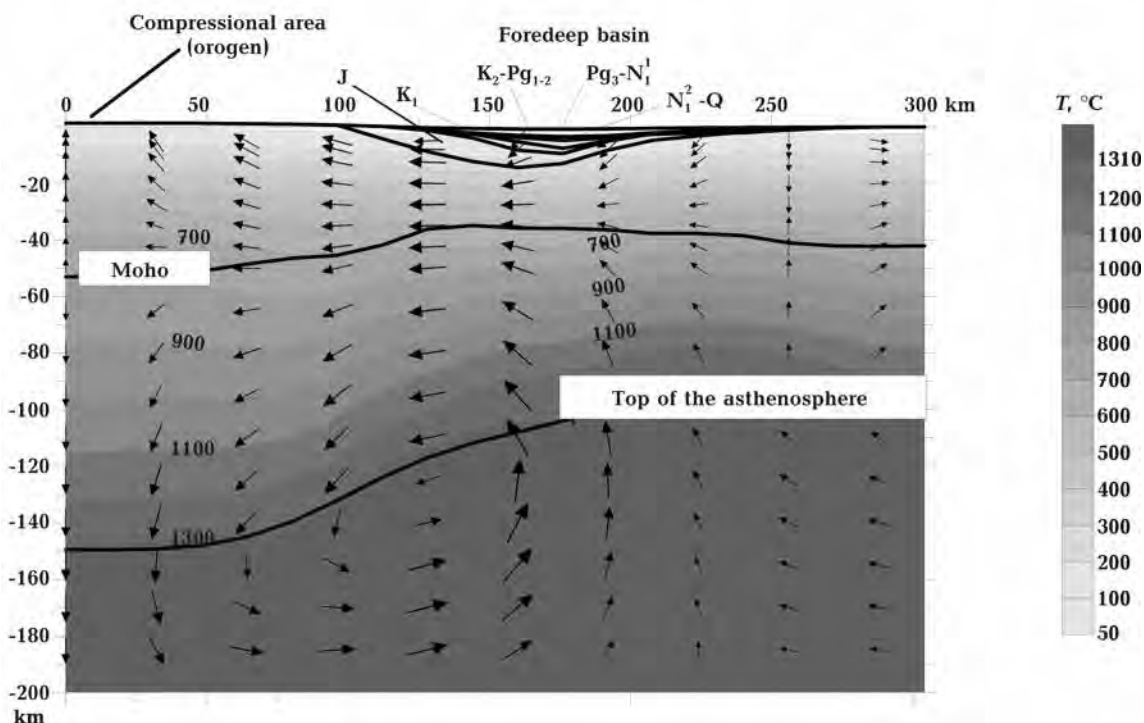 Compressional area
(orogen)
Foredeep basin
J
K₁
K₂-Pg₁₋₂
Pg₃-N₁¹
N₁²-Q
0
50
100
150
200
250
300 km
T, °C
-20
-40
-60
-80
-100
-120
-140
-160
-180
-200
km
700
Moho
900
1100
1300
700
900
1100
Top of the asthenosphere
1310
1200
1100
1000
900
800
700
600
500
400
300
200
100
50